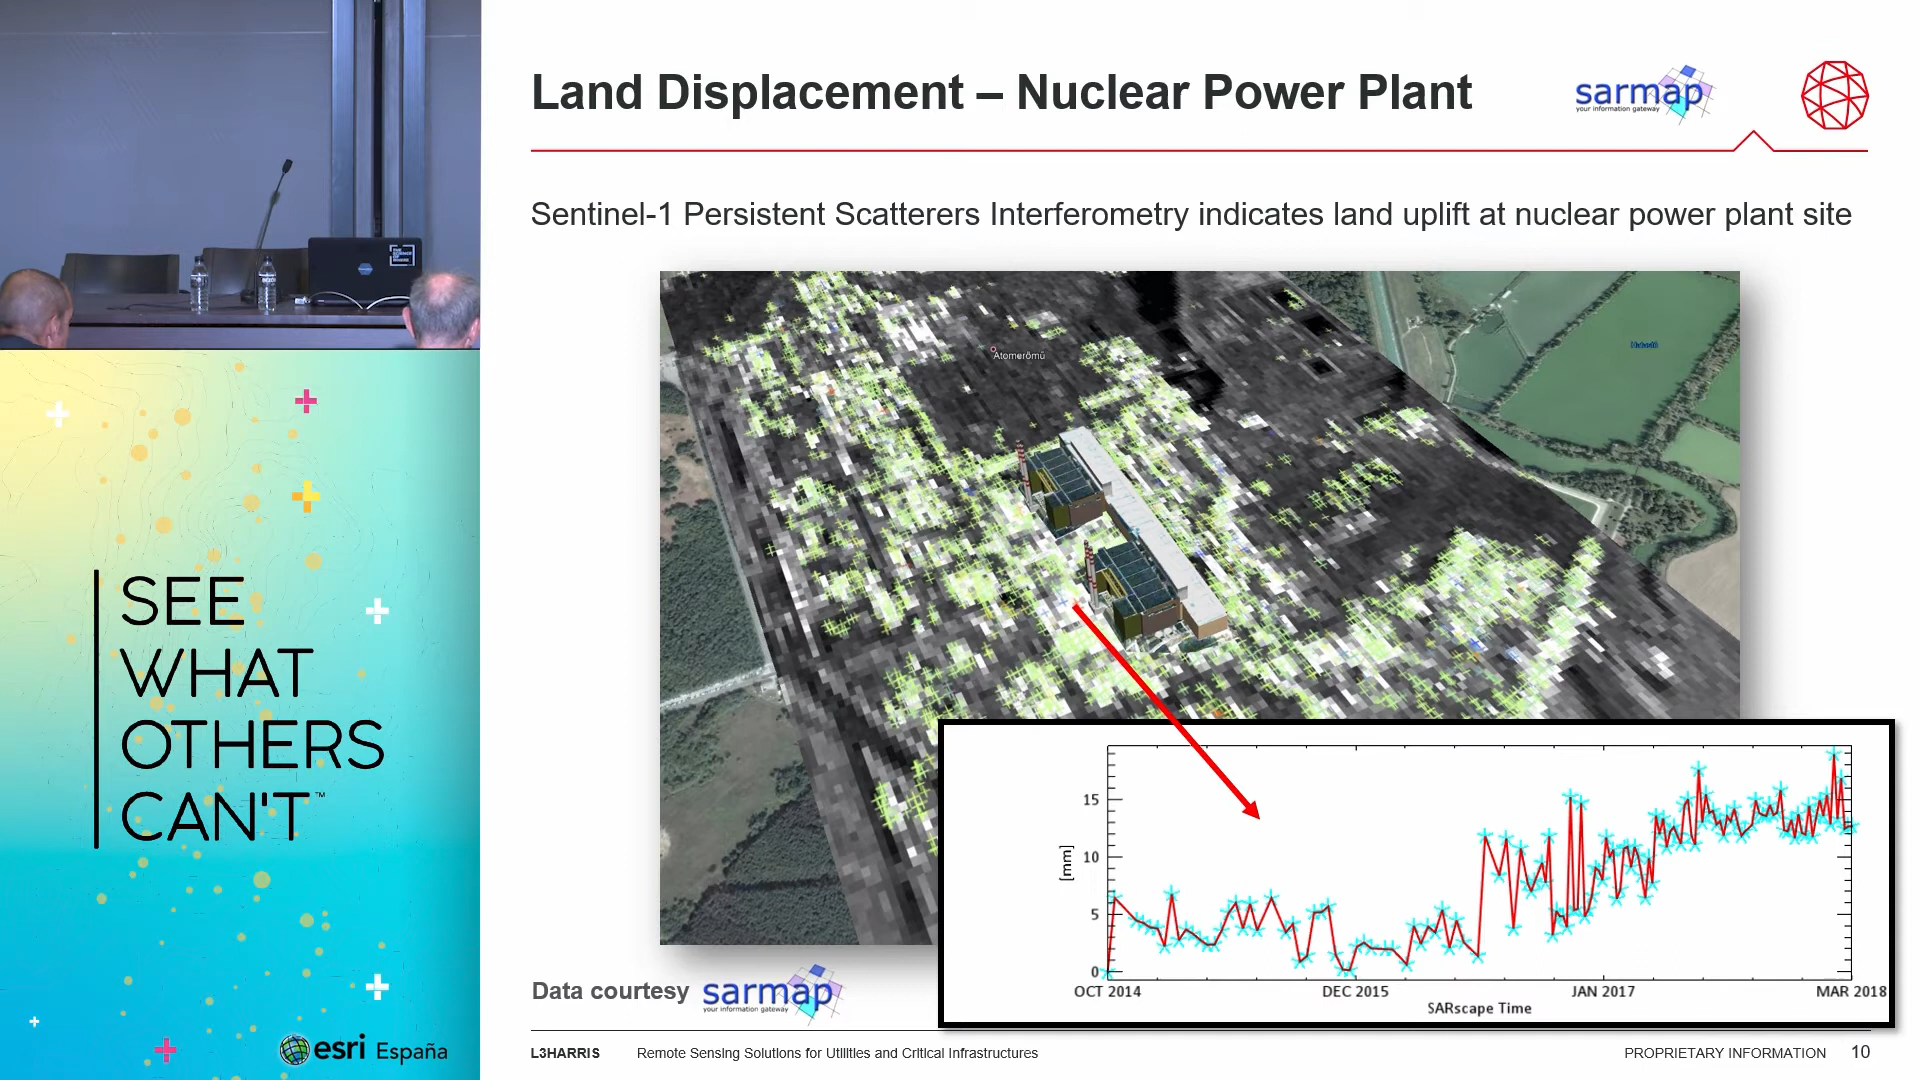 Land Displacement – Nuclear Power Plant
sarmap
your information gateway
Sentinel-1 Persistent Scatterers Interferometry indicates land uplift at nuclear power plant site
Atomerőmű
SEE
WHAT
OTHERS
CAN'T™
esri España
15
10
5
0
[mm]
OCT 2014
DEC 2015
JAN 2017
MAR 2018
SARscape Time
Data courtesy
sarmap
your information gateway
L3HARRIS
Remote Sensing Solutions for Utilities and Critical Infrastructures
PROPRIETARY INFORMATION
10